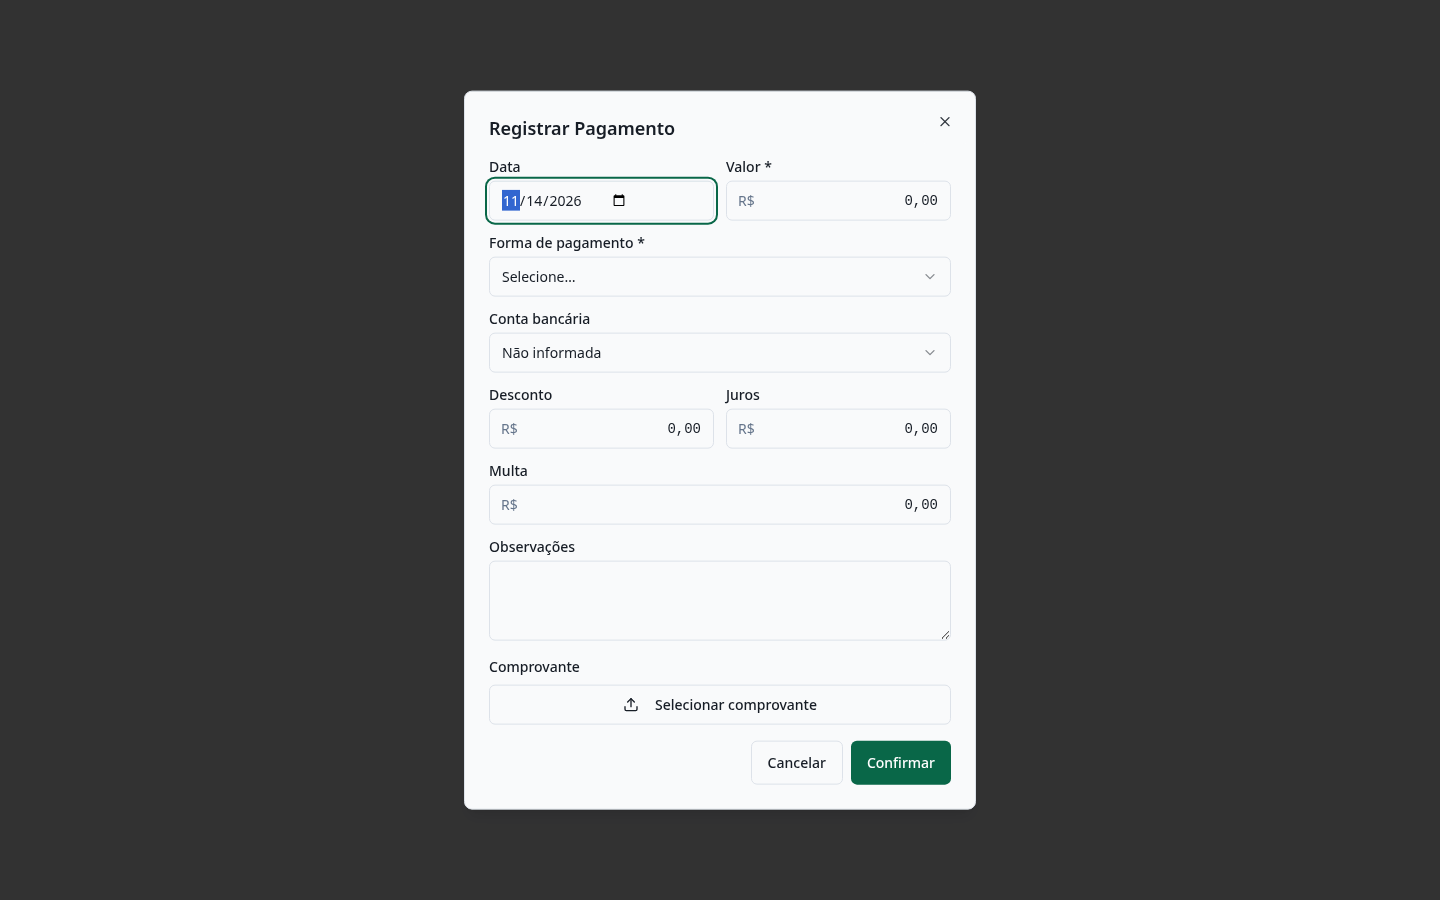 Registrar Pagamento
Data
Valor *
11/14/2026
R$ 0,00
Forma de pagamento *
Selecione...
Conta bancária
Não informada
Desconto
Juros
R$ 0,00
R$ 0,00
Multa
R$ 0,00
Observações
Comprovante
Selecionar comprovante
Cancelar
Confirmar